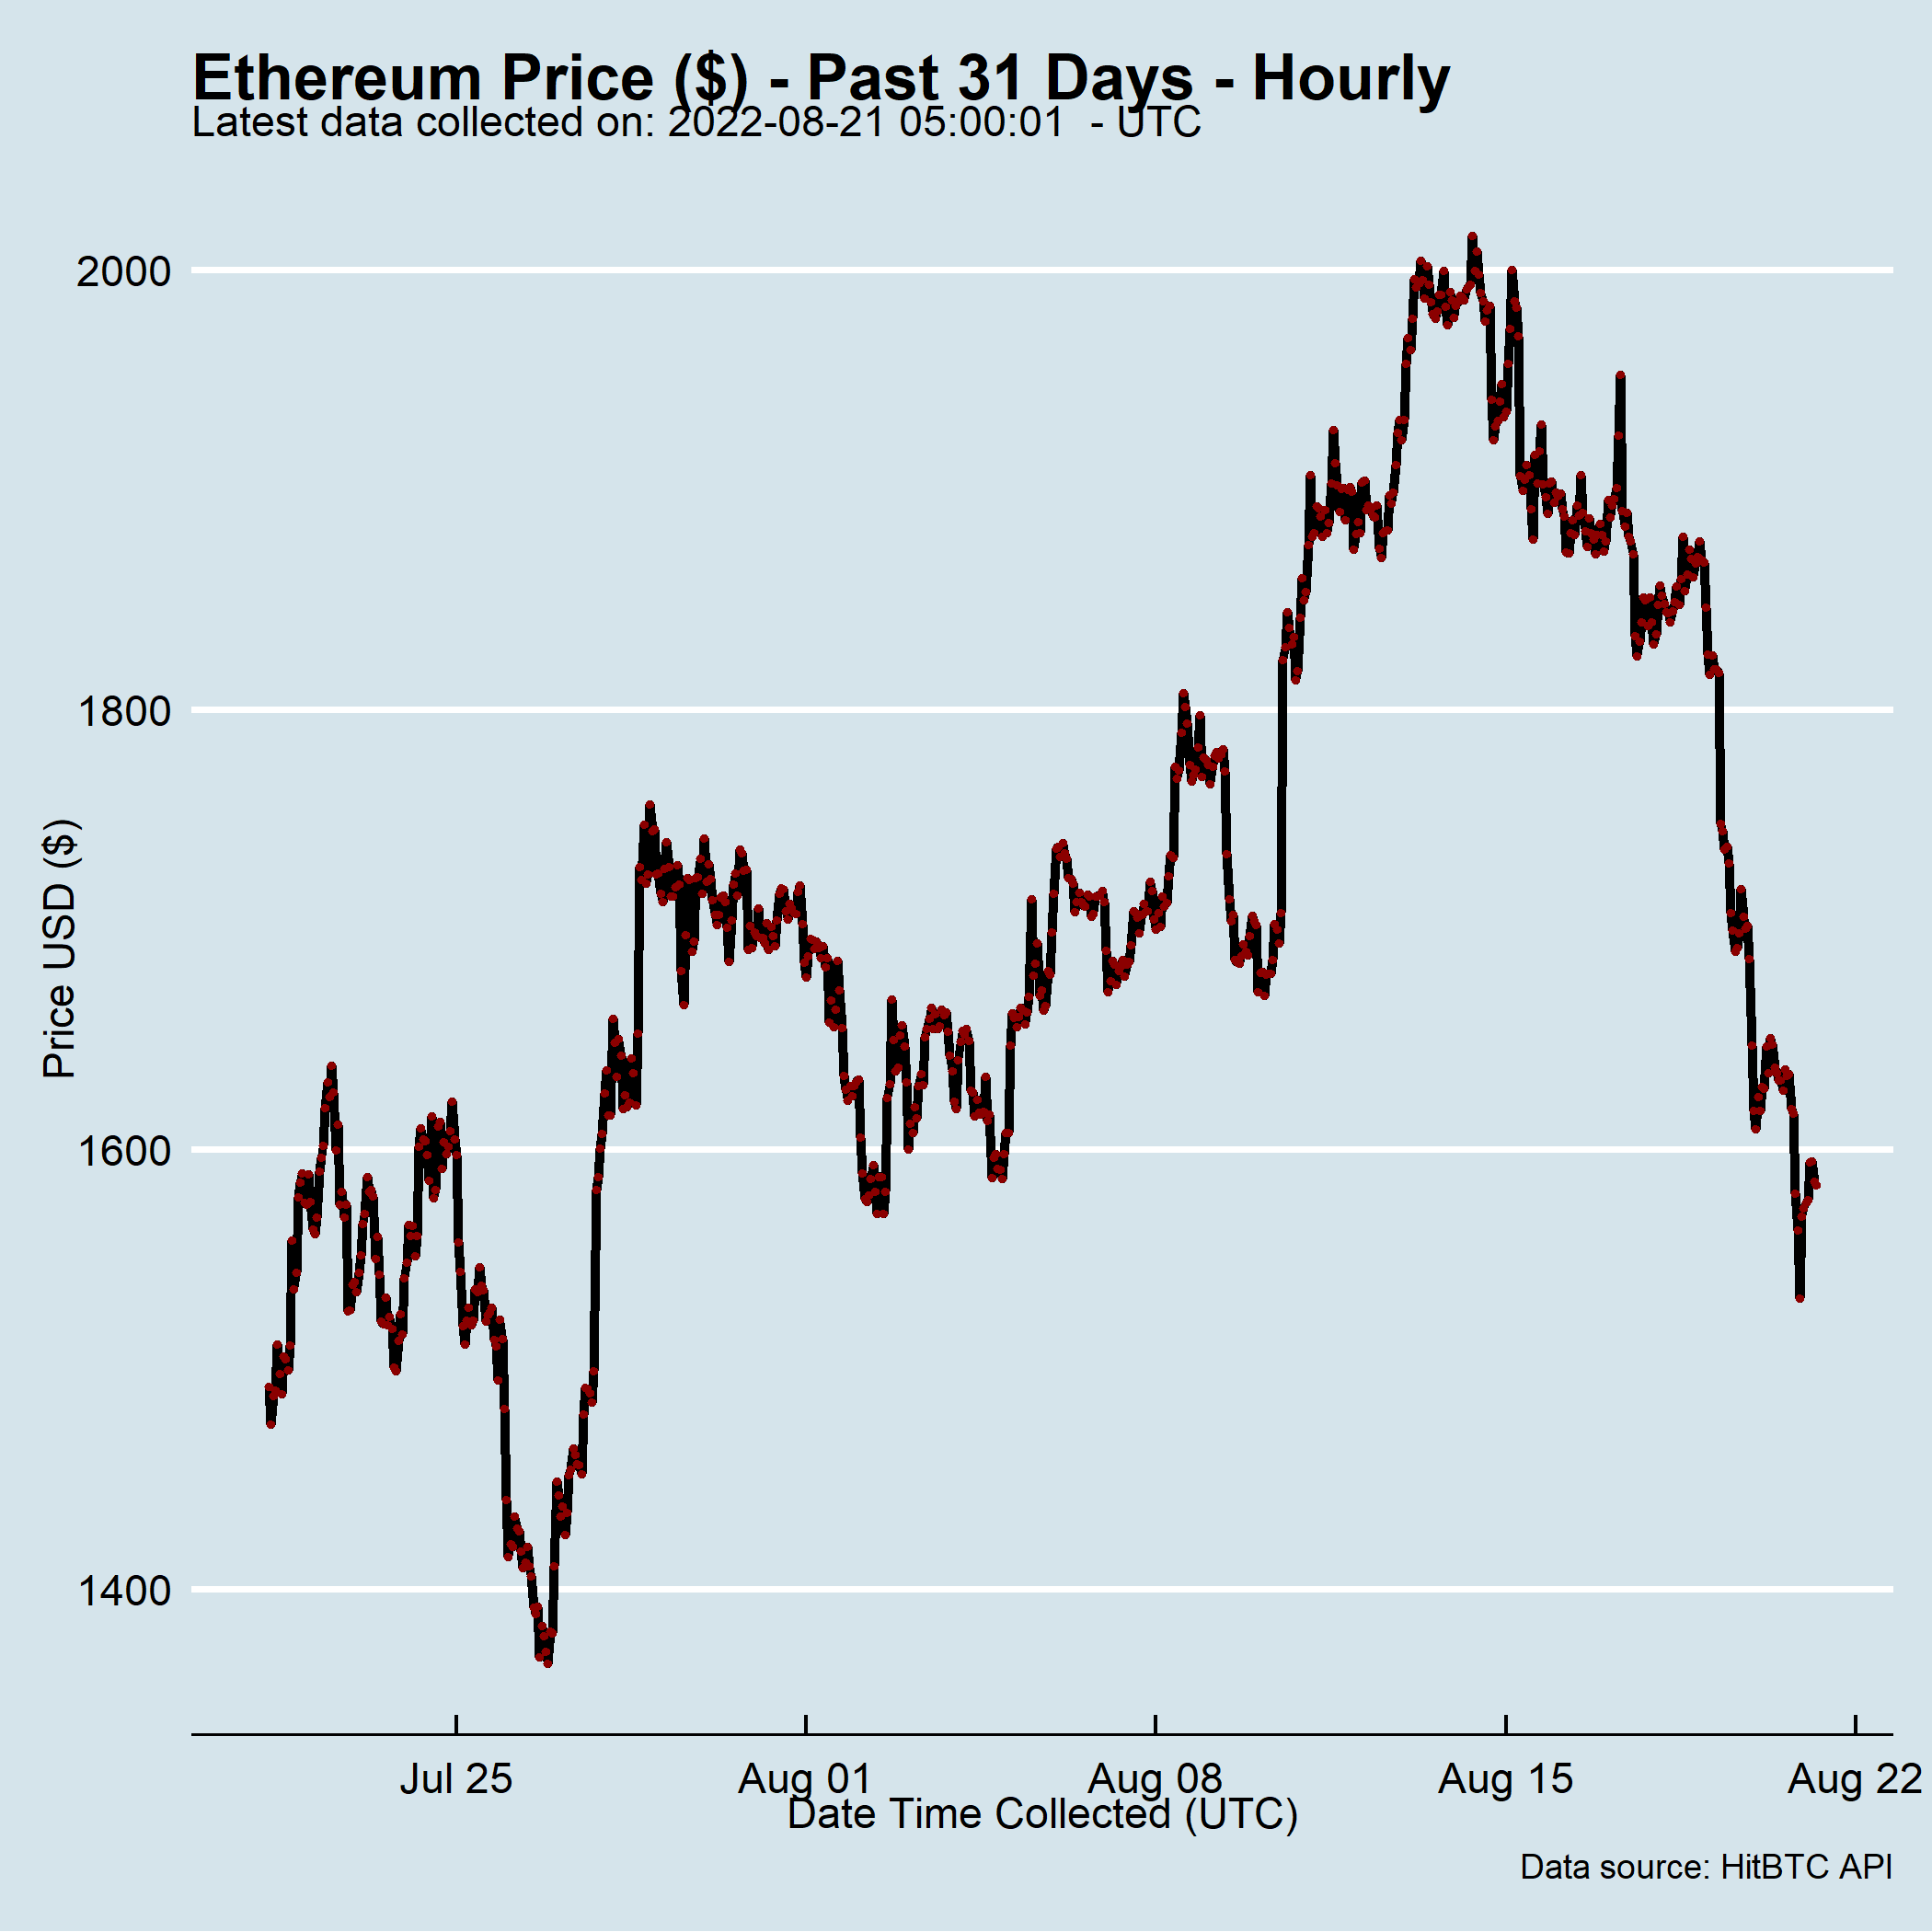 Ethereum Price ($) - Past 31 Days - Hourly
Latest data collected on: 2022-08-21 05:00:01  - UTC
2000
1800
1600
1400
Price USD ($)
Jul 25
Aug 01
Aug 08
Aug 15
Aug 22
Date Time Collected (UTC)
Data source: HitBTC API